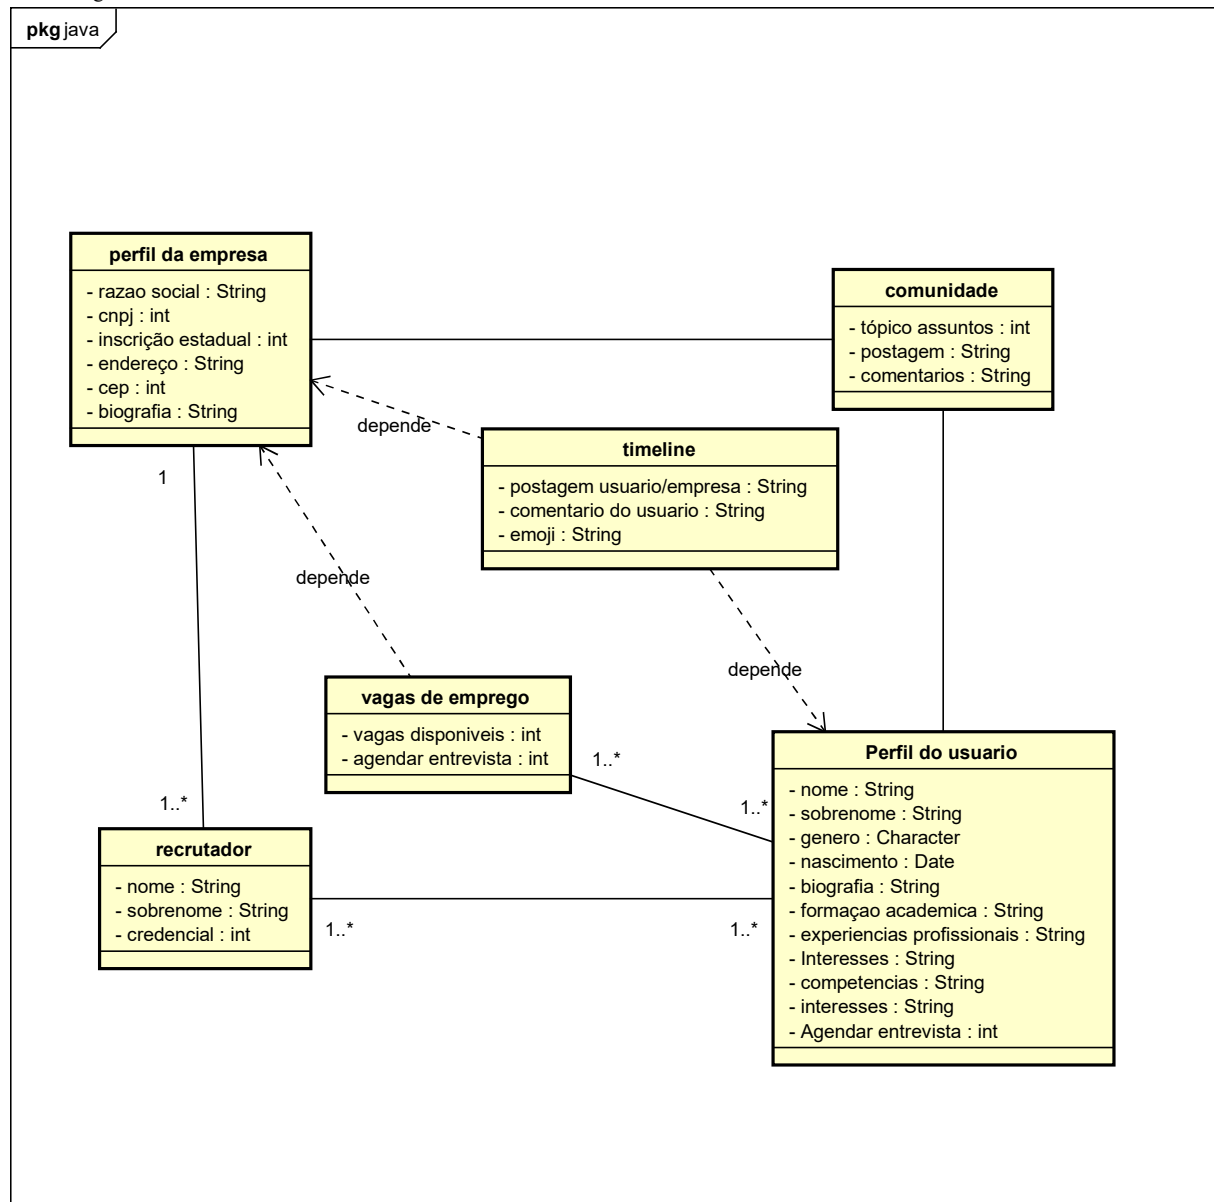 pkg java
perfil da empresa
- razao social : String
- cnpj : int
- inscrição estadual : int
- endereço : String
- cep : int
- biografia : String
comunidade
- tópico assuntos : int
- postagem : String
- comentarios : String
depende
timeline
- postagem usuario/empresa : String
- comentario do usuario : String
- emoji : String
1
depende
depende
vagas de emprego
- vagas disponiveis : int
- agendar entrevista : int
1..*
1..*
1..*
Perfil do usuario
- nome : String
- sobrenome : String
- genero : Character
- nascimento : Date
- biografia : String
- formaçao academica : String
- experiencias profissionais : String
- Interesses : String
- competencias : String
- interesses : String
- Agendar entrevista : int
recrutador
- nome : String
- sobrenome : String
- credencial : int
1..*
1..*